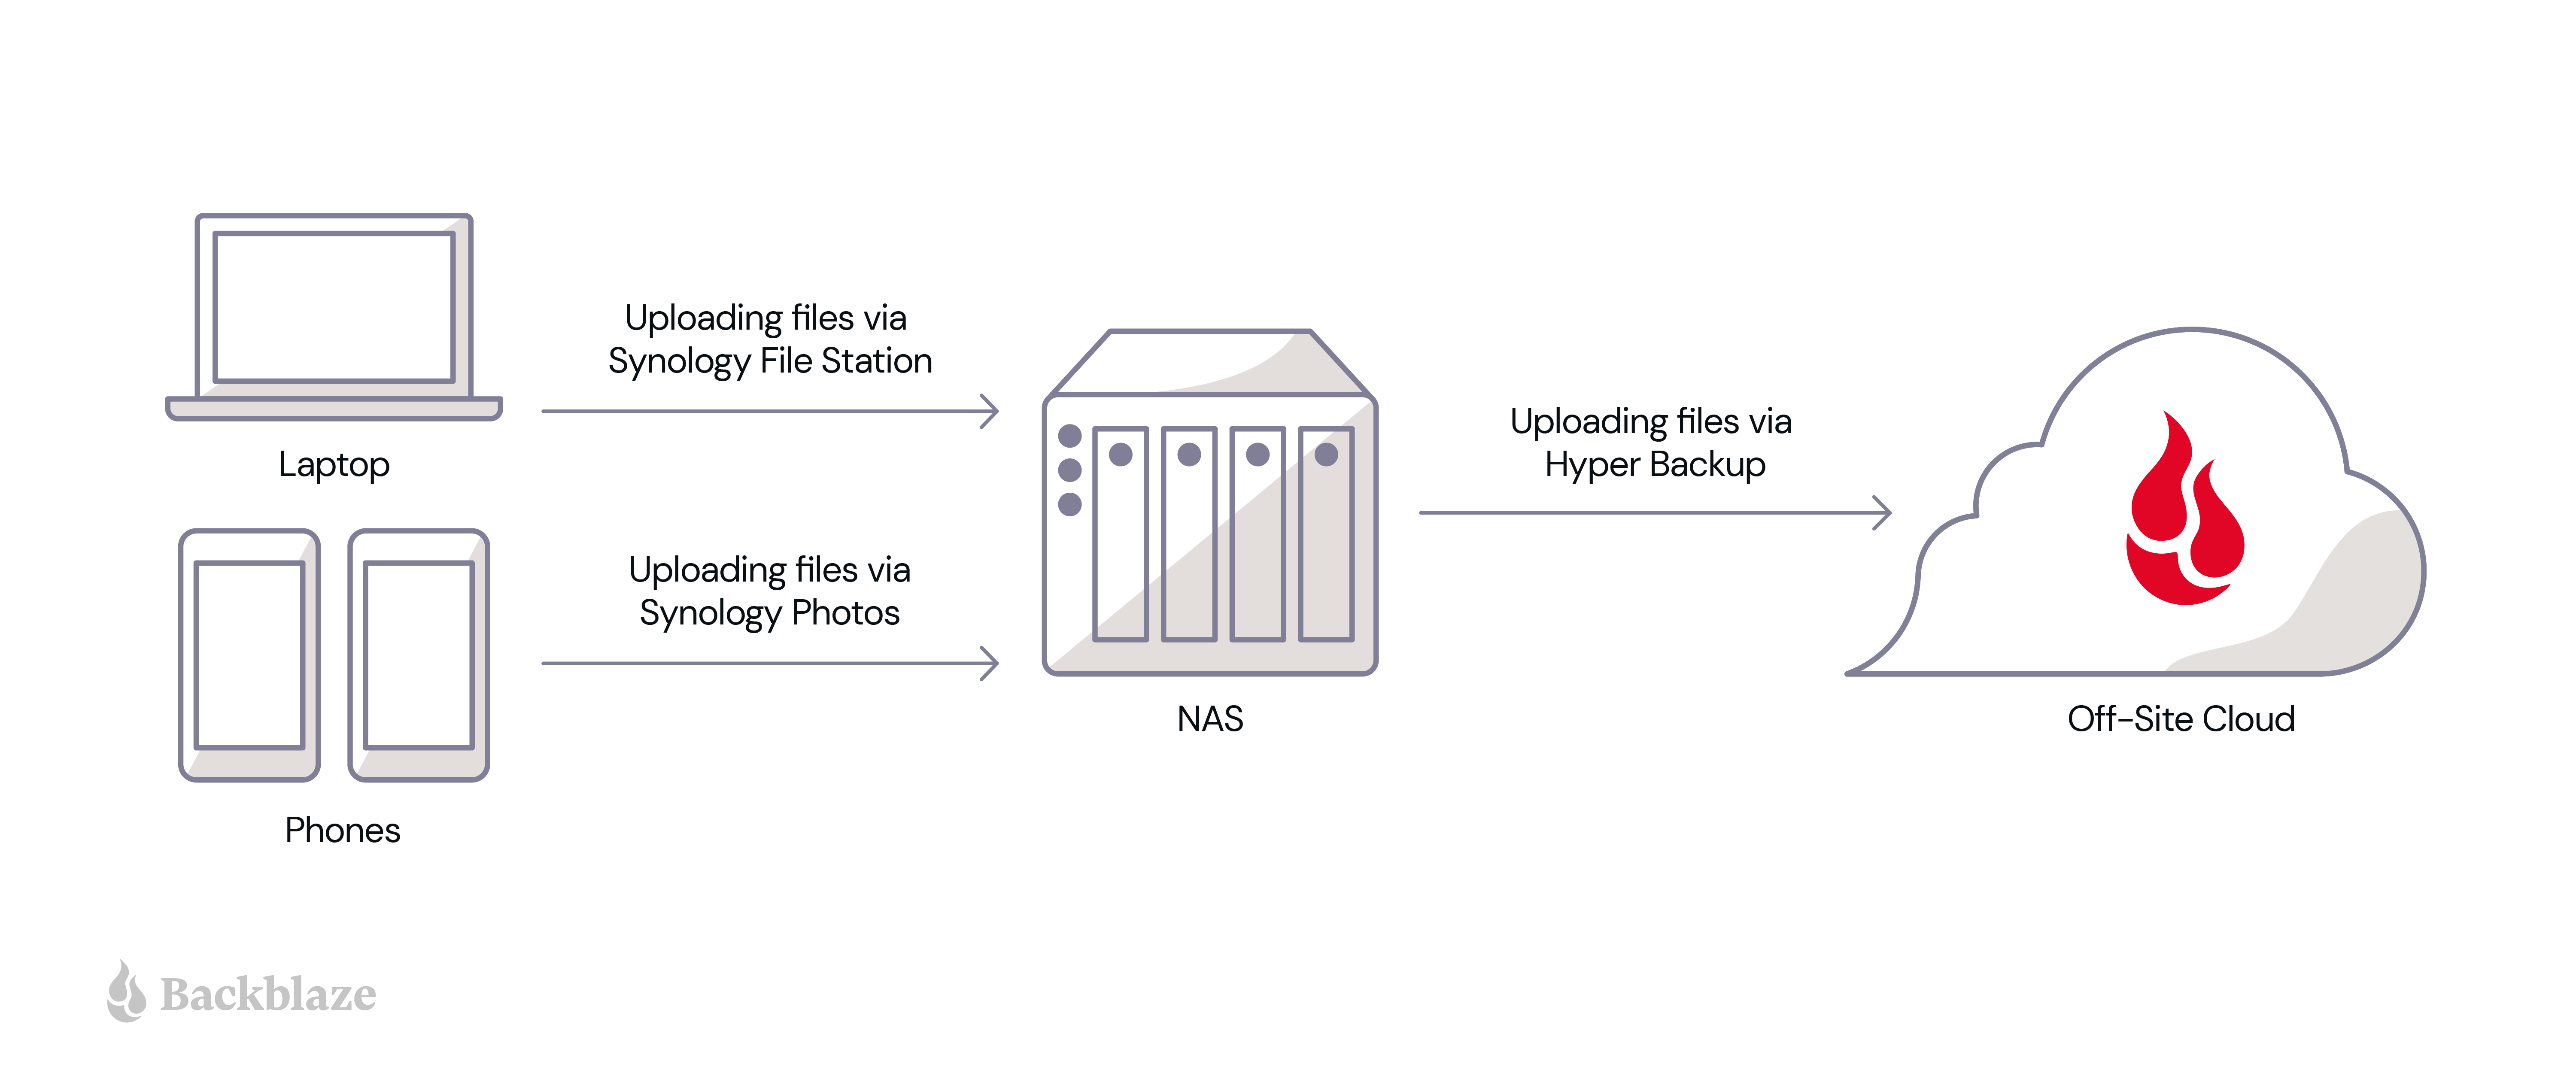 Laptop
Uploading files via
Synology File Station
Phones
Uploading files via
Synology Photos
NAS
Uploading files via
Hyper Backup
Off-Site Cloud
Backblaze